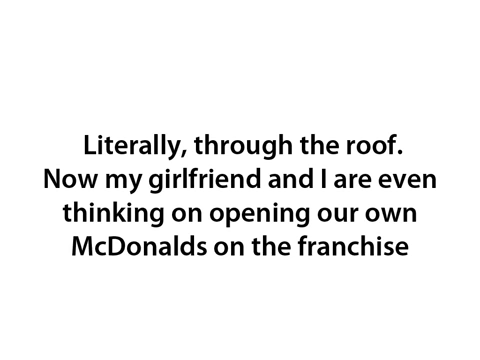 Literally, through the roof.
Now my girlfriend and I are even
thinking on opening our own
McDonalds on the franchise